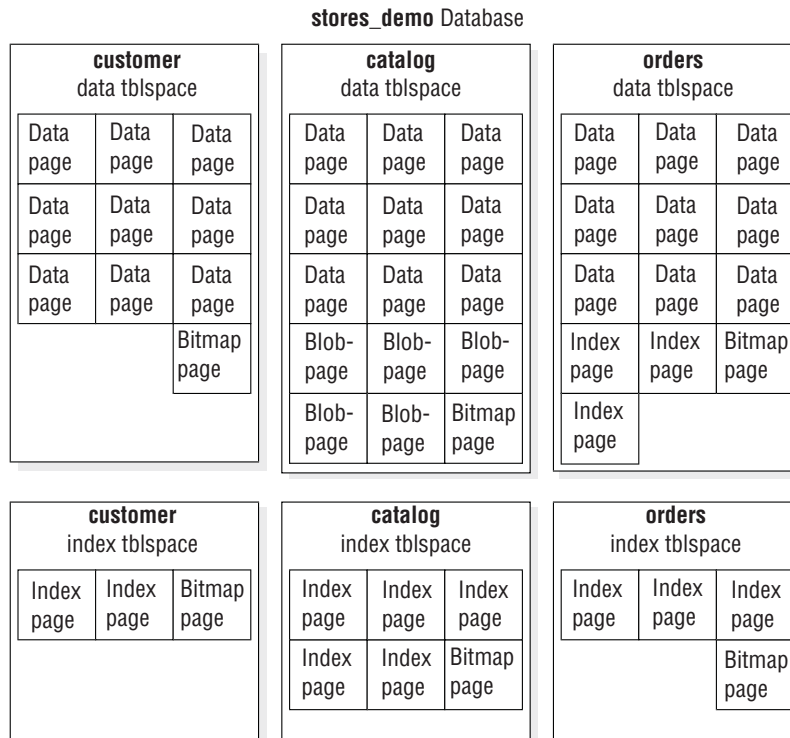 stores_demo Database
customer
data tblspace
Data page Data page Data page
Data page Data page Data page
Data page Data page Data page
Bitmap page
catalog
data tblspace
Data page Data page Data page
Data page Data page Data page
Data page Data page Data page
Blob-page Blob-page Blob-page
Blob-page Blob-page Bitmap page
orders
data tblspace
Data page Data page Data page
Data page Data page Data page
Data page Data page Data page
Index page Index page Bitmap page
Index page
customer
index tblspace
Index page Index page Bitmap page
catalog
index tblspace
Index page Index page Index page
Index page Index page Bitmap page
orders
index tblspace
Index page Index page Index page
Bitmap page